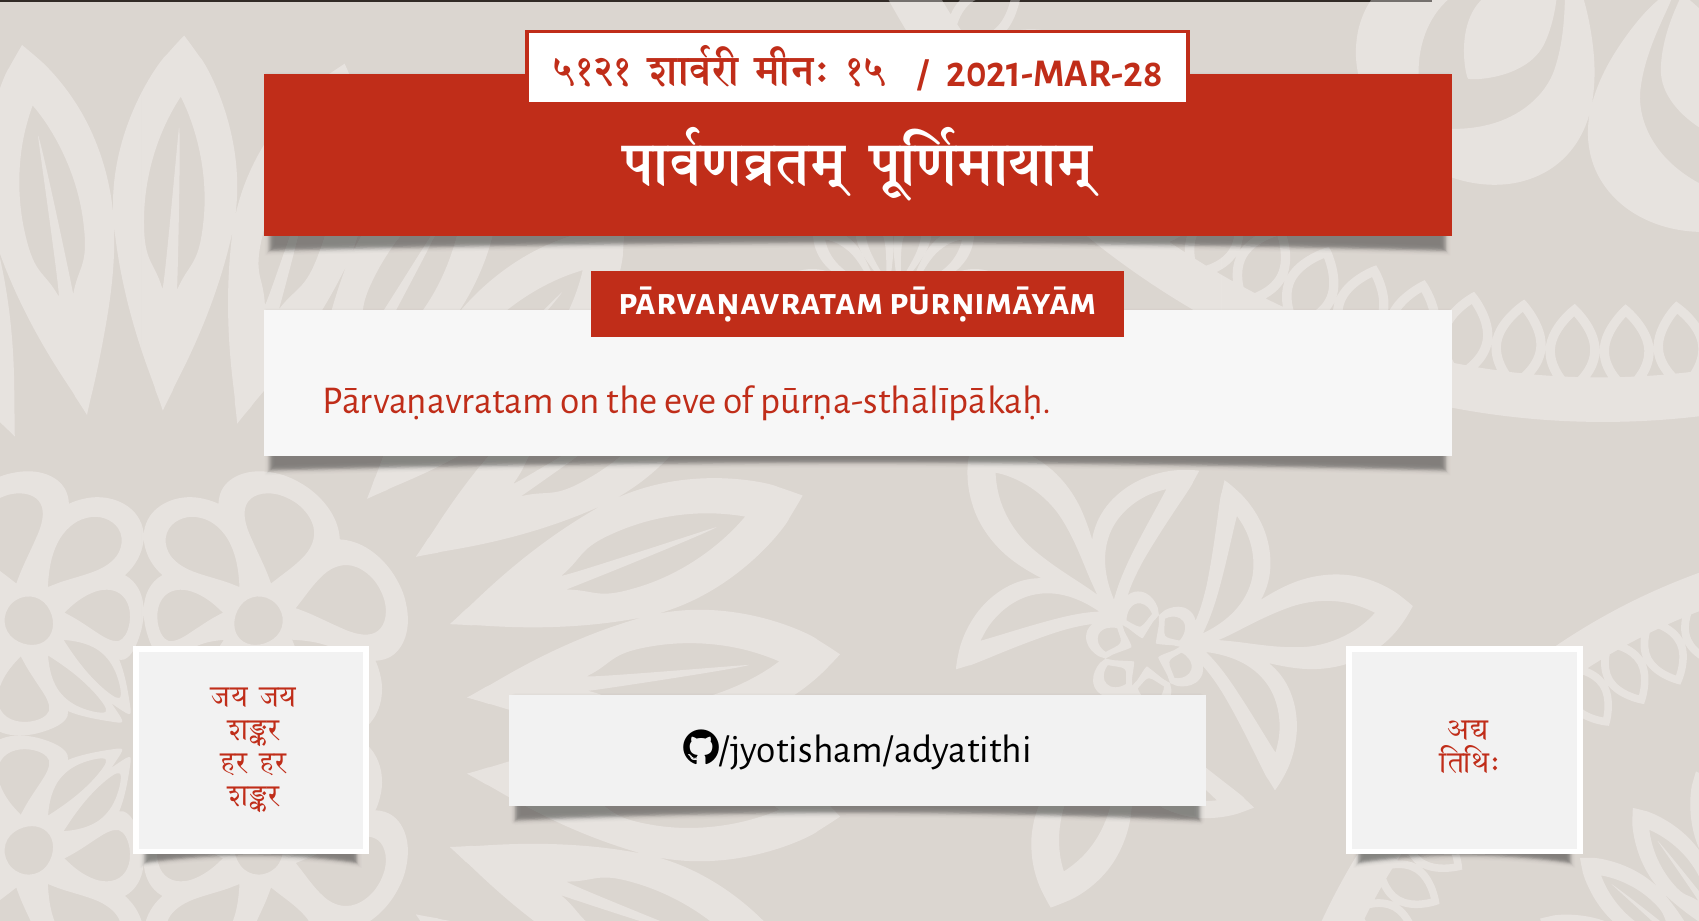 ५१२१ शार्वरी मीनः १५ / 2021-MAR-28
पार्वणव्रतम् पूर्णिमायाम्
PĀRVAṆAVRATAM PŪRṆIMĀYĀM
Pārvaṇavratam on the eve of pūrṇa-sthālīpākaḥ.
जय जय
शङ्कर
हर हर
शङ्कर
/jyotisham/adyatithi
अद्य
तिथिः